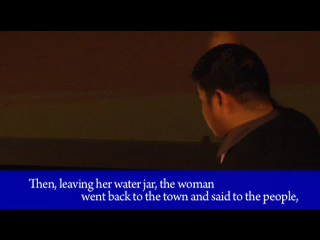 Then, leaving her water jar, the woman
went back to the town and said to the people,